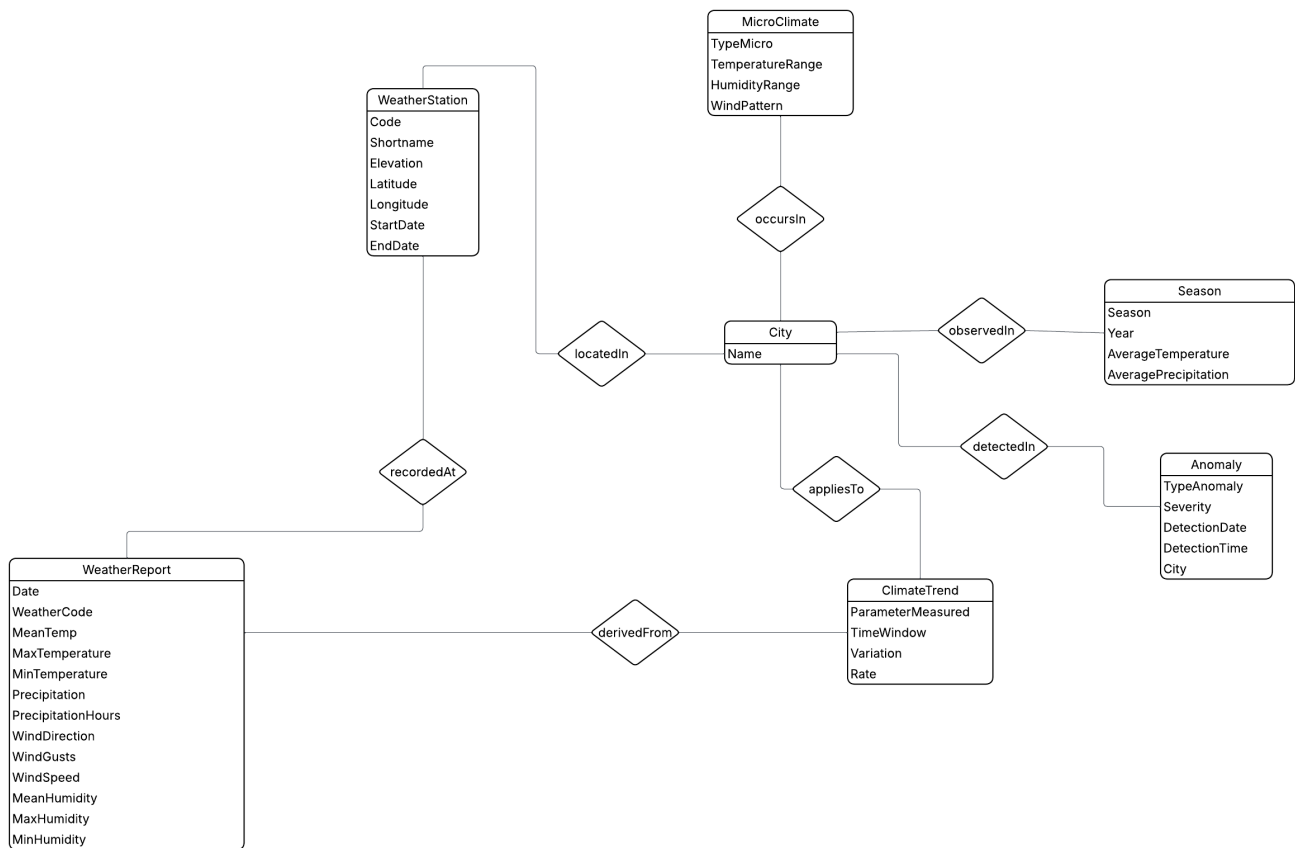 MicroClimate
TypeMicro
TemperatureRange
HumidityRange
WindPattern
WeatherStation
Code
Shortname
Elevation
Latitude
Longitude
StartDate
EndDate
occursIn
Season
Season
Year
AverageTemperature
AveragePrecipitation
observedIn
City
Name
locatedIn
detectedIn
Anomaly
TypeAnomaly
Severity
DetectionDate
DetectionTime
City
recordedAt
appliesTo
WeatherReport
Date
WeatherCode
MeanTemp
MaxTemperature
MinTemperature
Precipitation
PrecipitationHours
WindDirection
WindGusts
WindSpeed
MeanHumidity
MaxHumidity
MinHumidity
derivedFrom
ClimateTrend
ParameterMeasured
TimeWindow
Variation
Rate